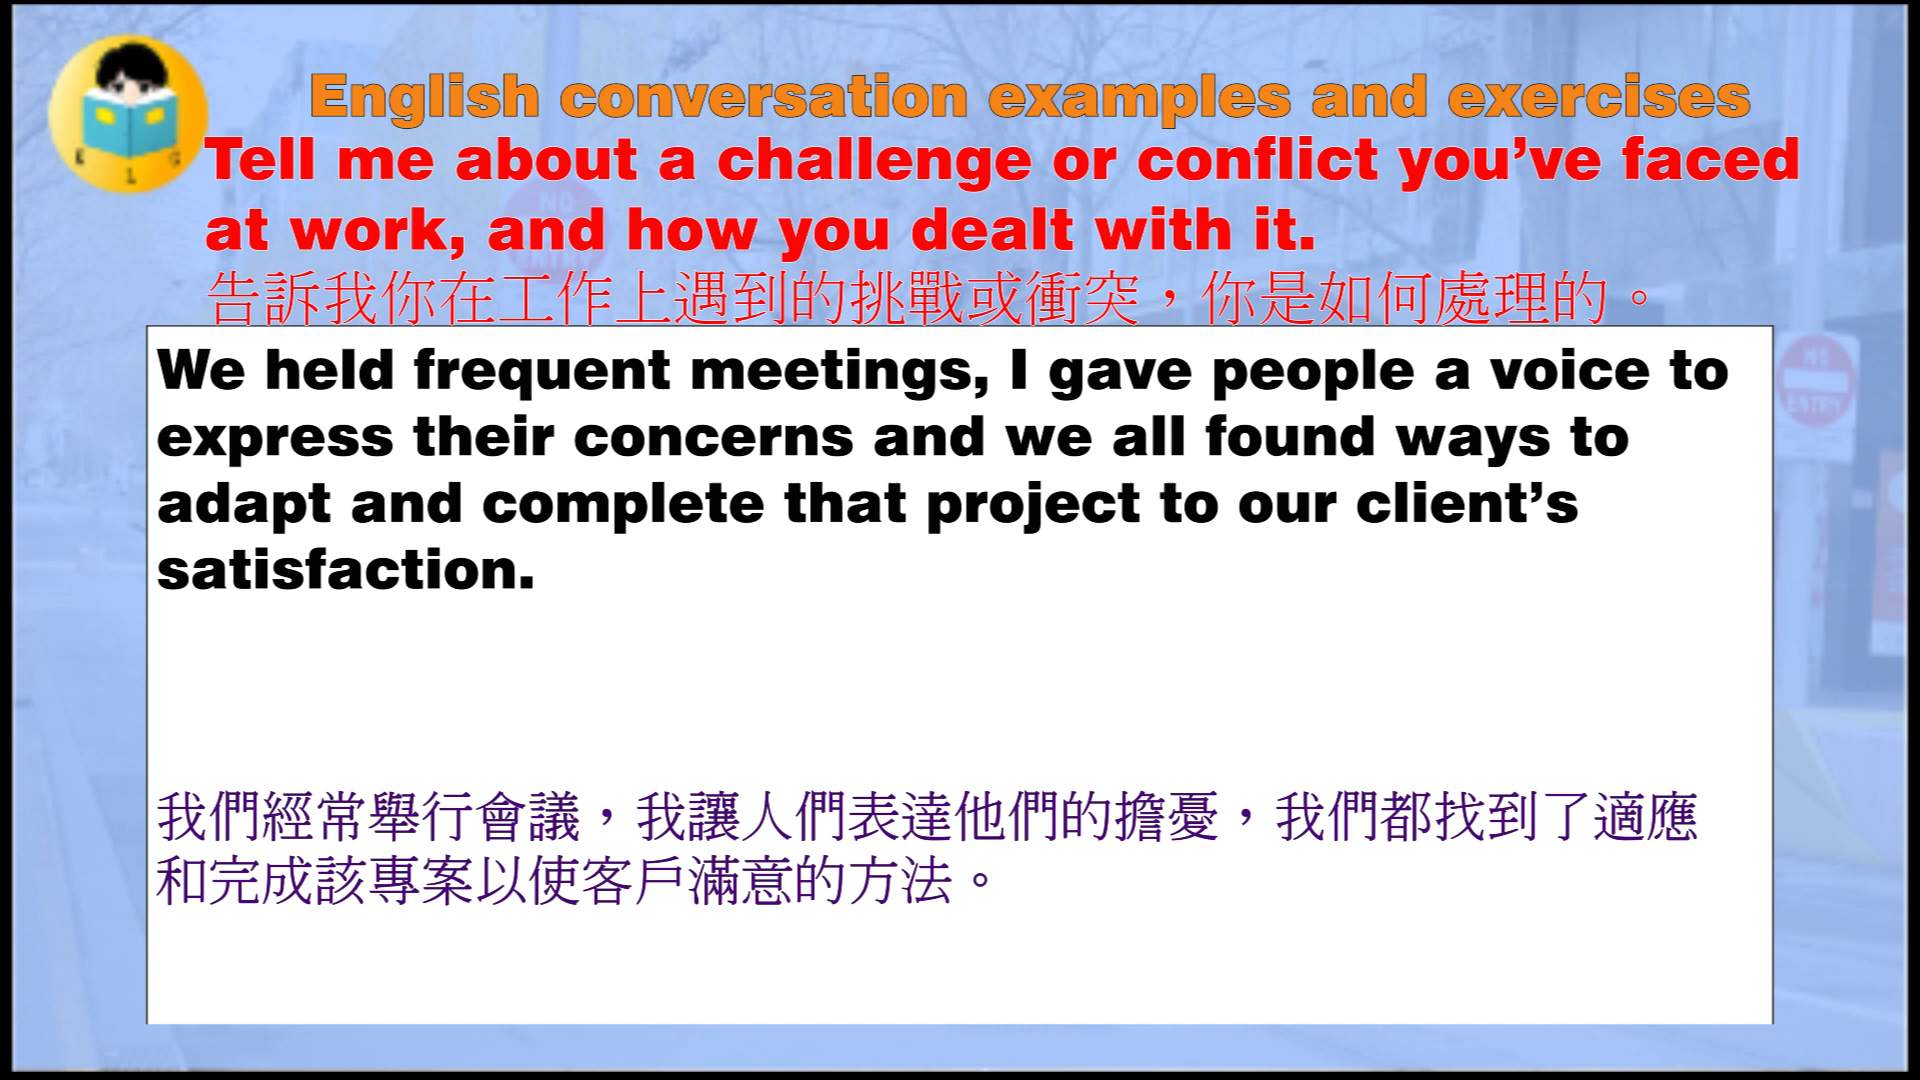 English conversation examples and exercises
Tell me about a challenge or conflict you’ve faced
at work, and how you dealt with it.
告訴我你在工作上遇到的挑戰或衝突，你是如何處理的。
We held frequent meetings, I gave people a voice to
express their concerns and we all found ways to
adapt and complete that project to our client’s
satisfaction.
我們經常舉行會議，我讓人們表達他們的擔憂，我們都找到了適應
和完成該專案以使客戶滿意的方法。
E L G
NO
ENTRY
NO
ENTRY